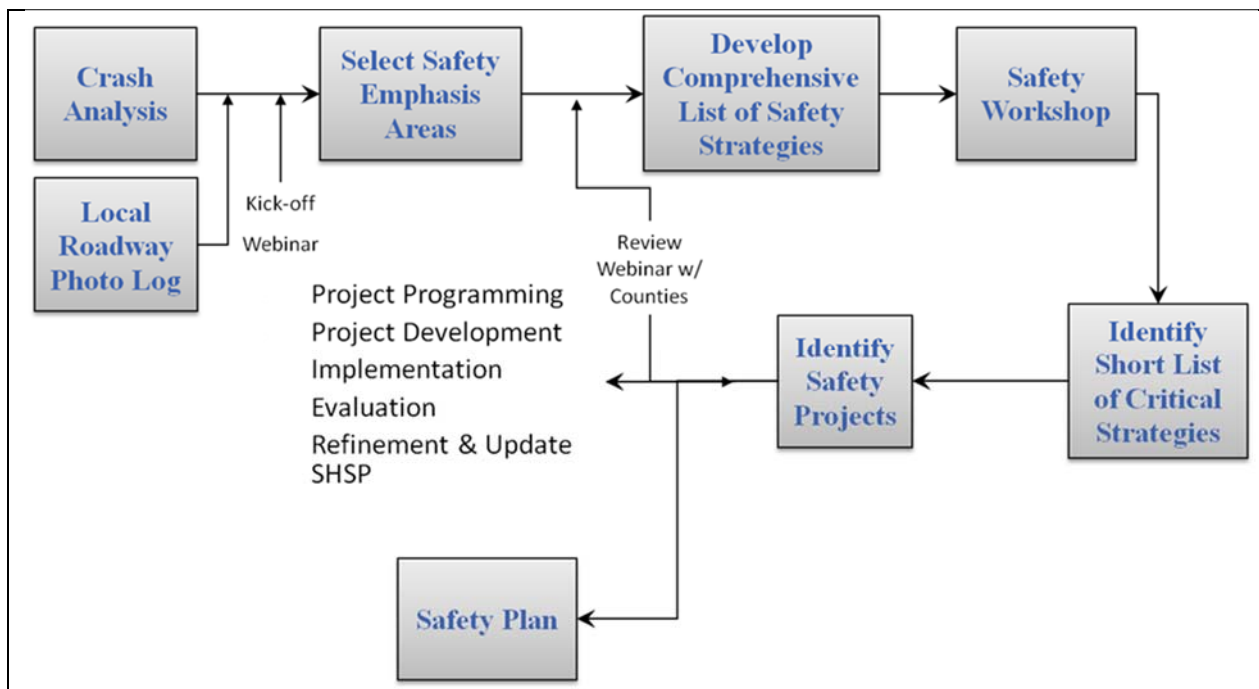 Crash
Analysis
Select Safety
Emphasis
Areas
Develop
Comprehensive
List of Safety
Strategies
Safety
Workshop
Local
Roadway
Photo Log
Kick-off
Webinar
Review
Webinar w/
Counties
Project Programming
Project Development
Implementation
Evaluation
Refinement & Update
SHSP
Identify
Safety
Projects
Identify
Short List
of Critical
Strategies
Safety Plan